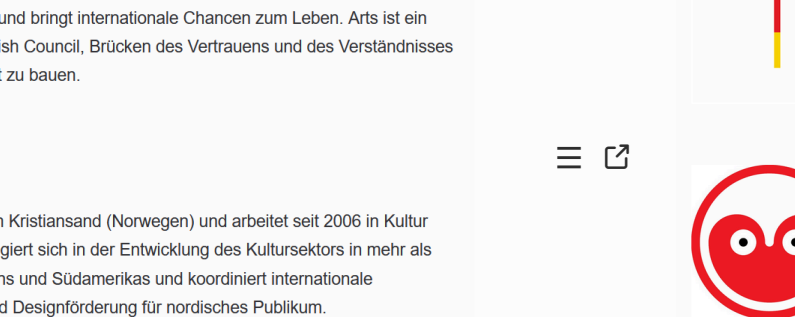 und bringt internationale Chancen zum Leben. Arts ist ein
ish Council, Brücken des Vertrauens und des Verständnisses
zu bauen.
Kristiansand (Norwegen) und arbeitet seit 2006 in Kultur
giert sich in der Entwicklung des Kultursektors in mehr als
ns und Südamerikas und koordiniert internationale
d Designförderung für nordisches Publikum.